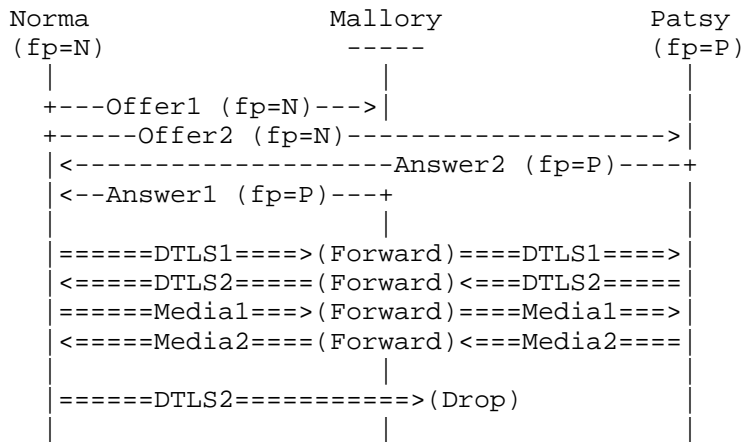 Norma                   Mallory                 Patsy
(fp=N)                   -----                  (fp=P)
  |                        |                      |
  +---Offer1 (fp=N)--->|                      |
  +-----Offer2 (fp=N)--------------------->|
  |<---------------------Answer2 (fp=P)----+
  |<--Answer1 (fp=P)---+                      |
  |                        |                      |
  |======DTLS1====>(Forward)====DTLS1====>|
  |<=====DTLS2=====(Forward)<===DTLS2=====|
  |======Media1===>(Forward)====Media1===>|
  |<=====Media2====(Forward)<===Media2====|
  |                        |                      |
  |======DTLS2===========>(Drop)              |
  |                        |                      |